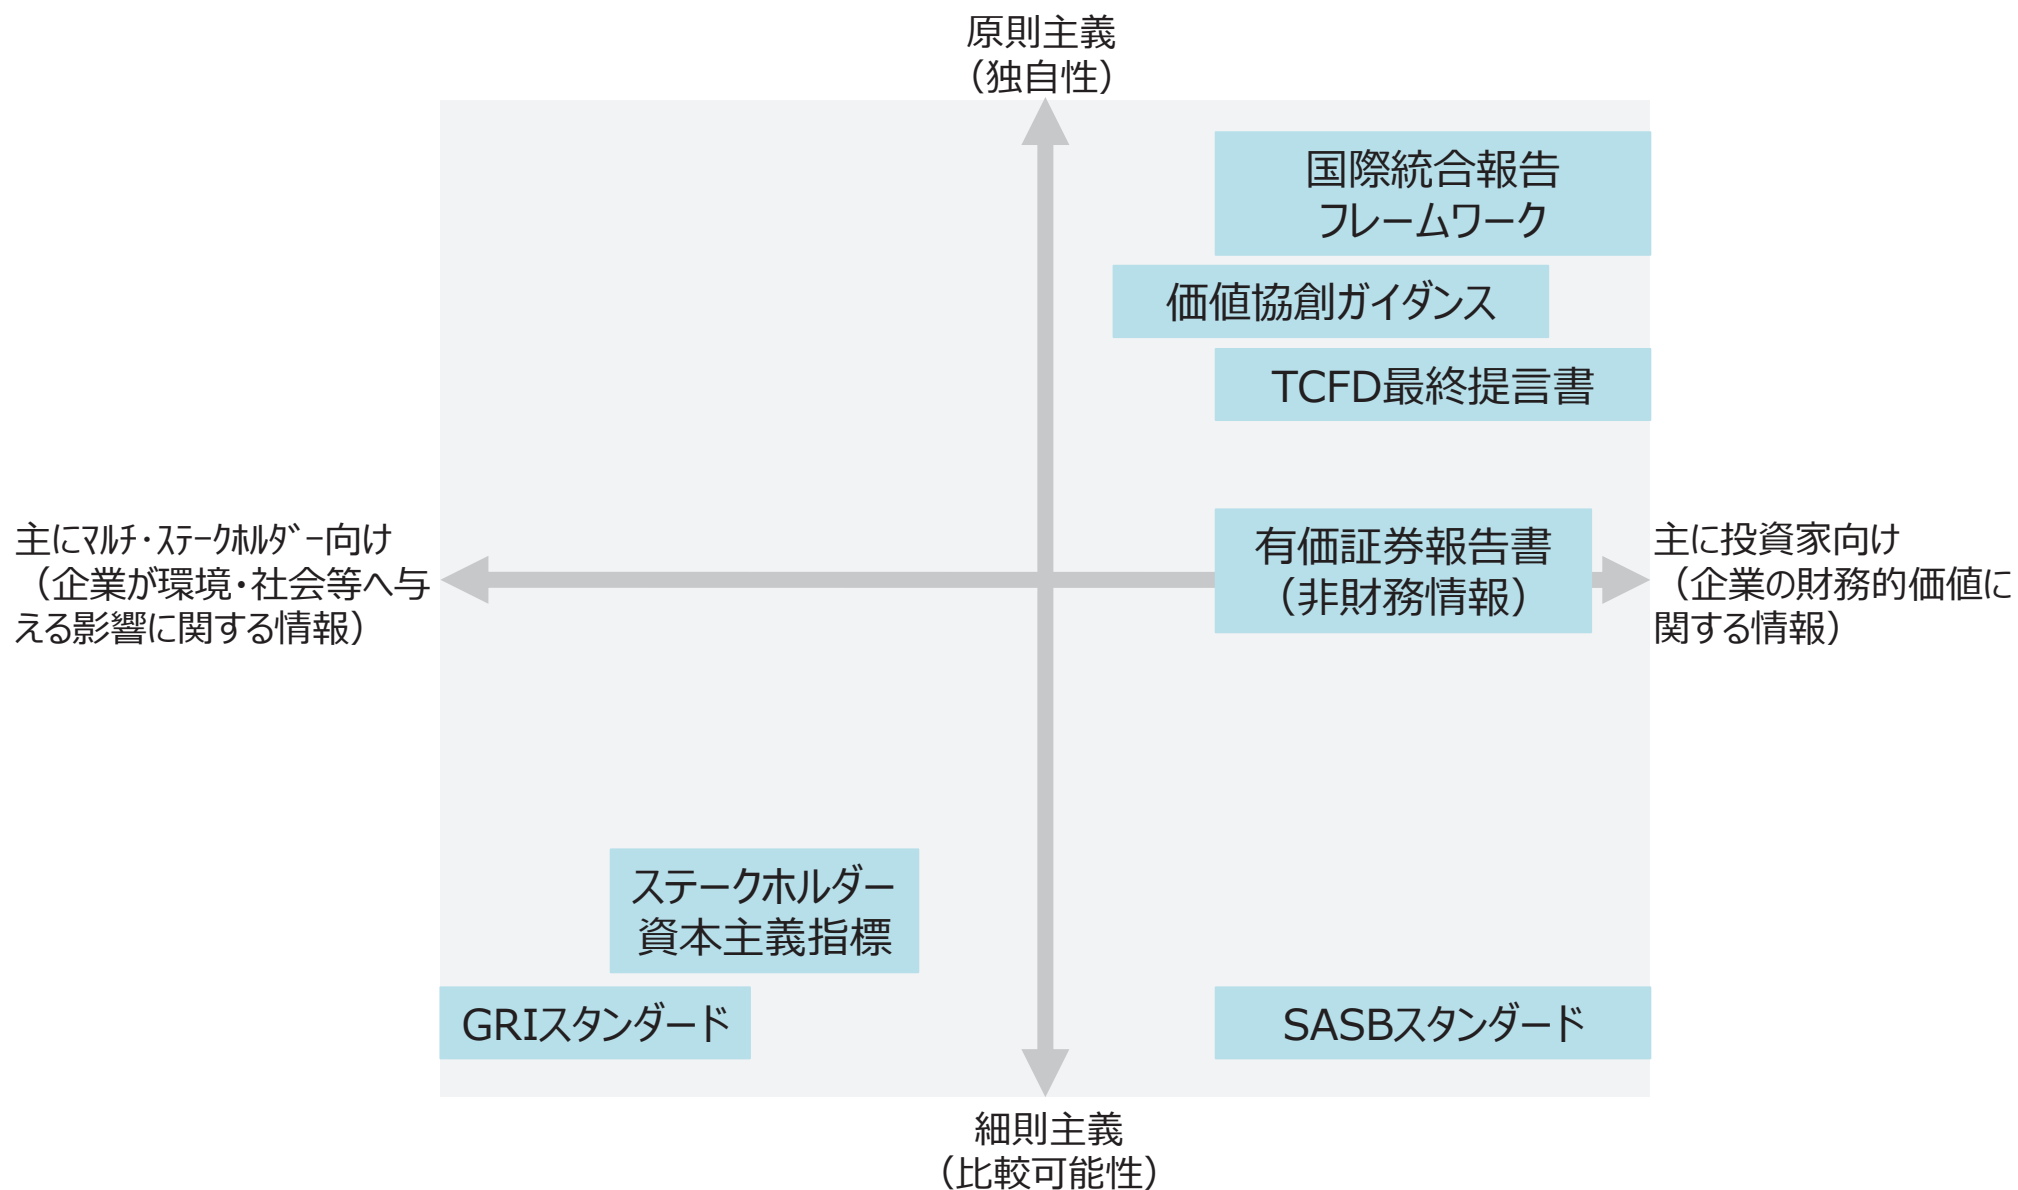 原則主義
（独自性）
国際統合報告
フレームワーク
価値協創ガイダンス
TCFD最終提言書
主にﾏﾙﾁ・ｽﾃｰｸﾎﾙﾀﾞｰ向け
（企業が環境・社会等へ与
える影響に関する情報）
有価証券報告書
（非財務情報）
主に投資家向け
（企業の財務的価値に
関する情報）
ステークホルダー
資本主義指標
GRIスタンダード
SASBスタンダード
細則主義
（比較可能性）